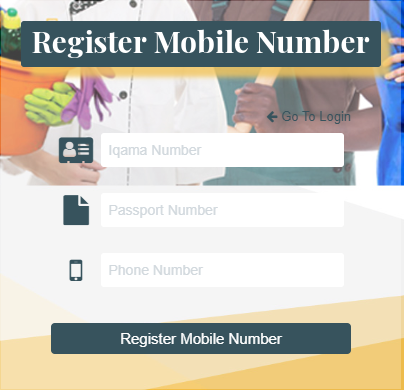 Register Mobile Number
Go To Login
Iqama Number
Passport Number
Phone Number
Register Mobile Number